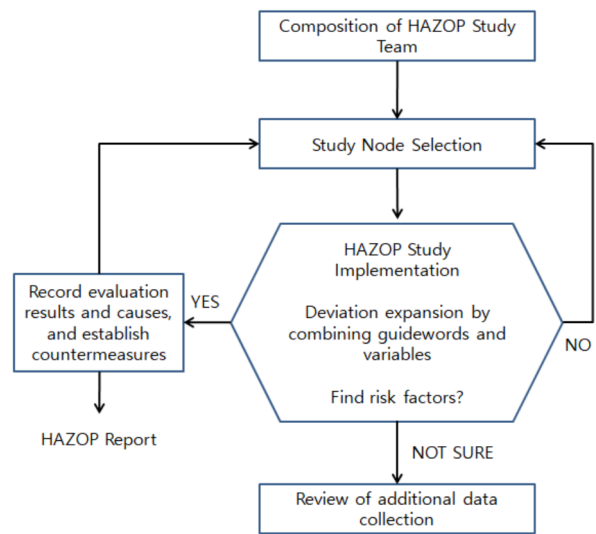 Composition of HAZOP Study
Team
Study Node Selection
HAZOP Study
Implementation
Deviation expansion by
combining guidewords and
variables
Find risk factors?
YES
NO
Record evaluation
results and causes,
and establish
countermeasures
HAZOP Report
NOT SURE
Review of additional data
collection